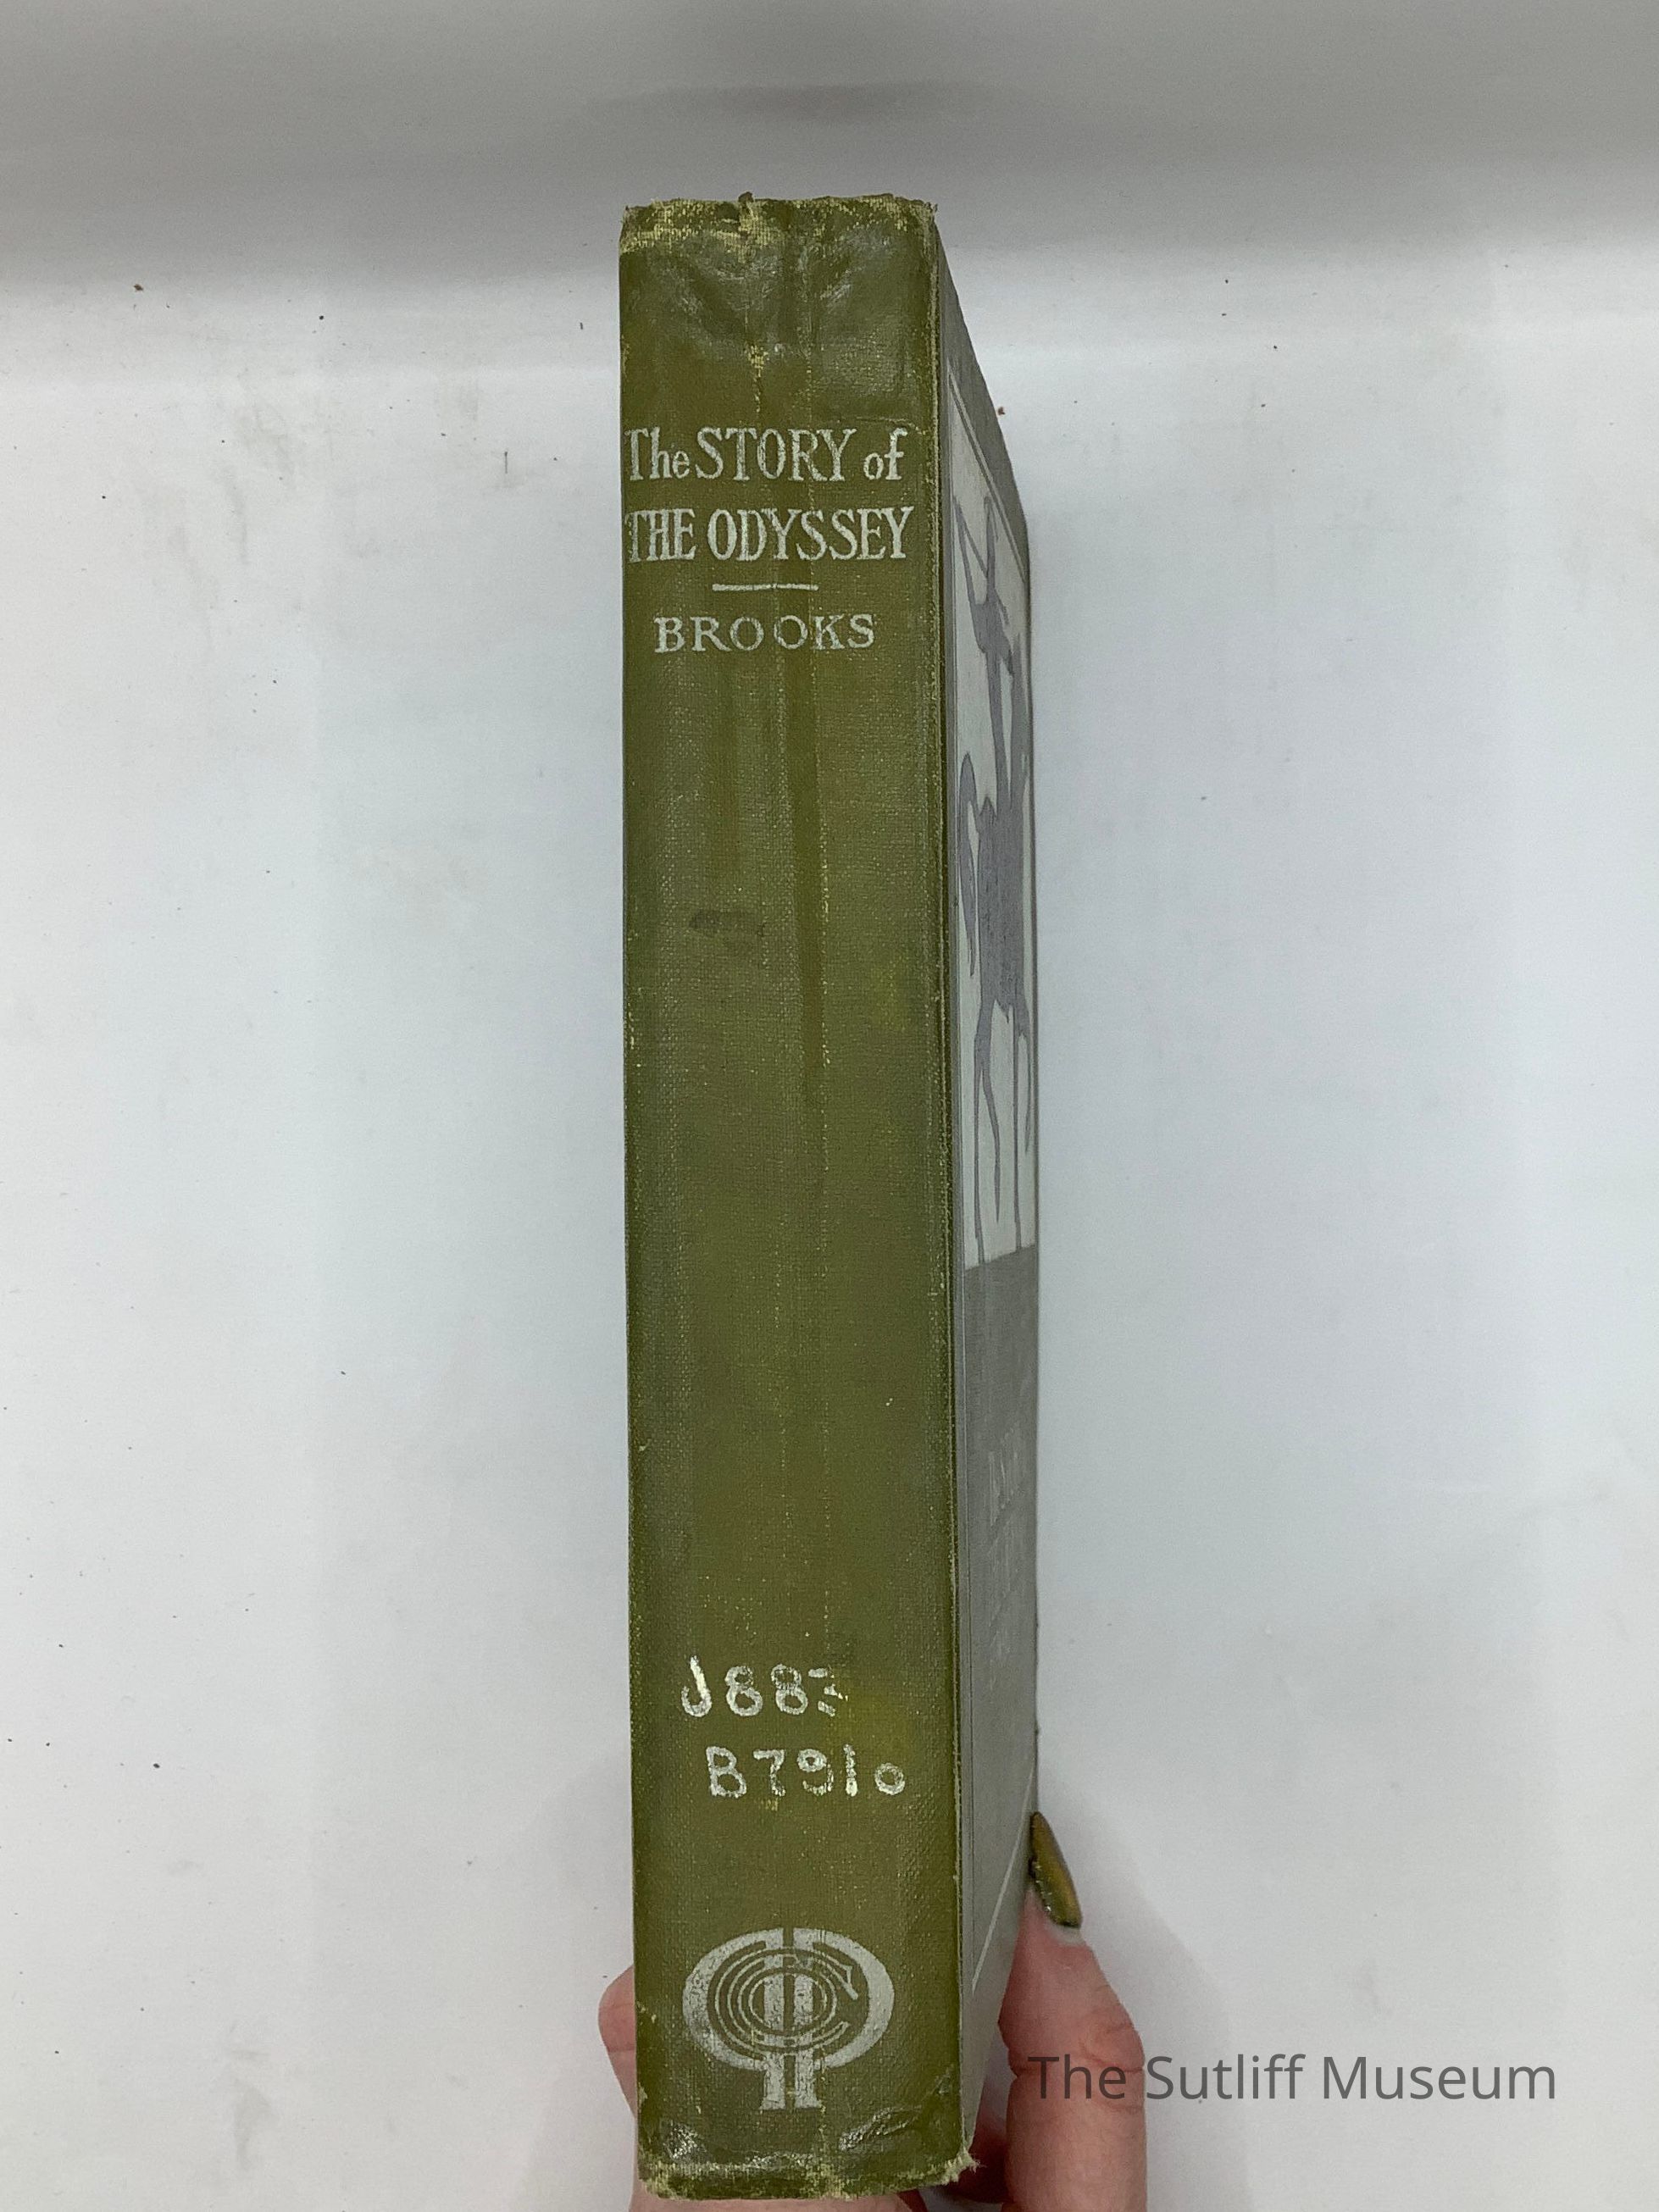 The STORY of
THE ODYSSEY
BROOKS
J883
B791o
The Sutliff Museum